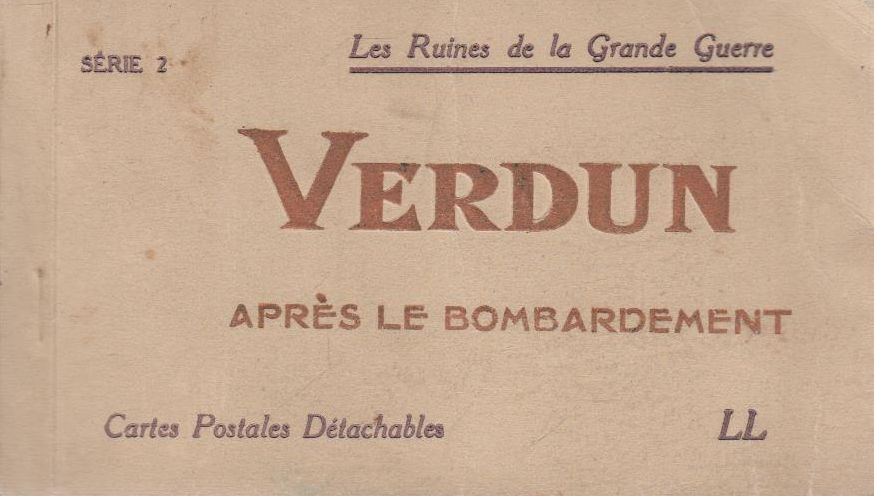 SÉRIE 2
Les Ruines de la Grande Guerre
VERDUN
APRÈS LE BOMBARDEMENT
Cartes Postales Détachables
LL